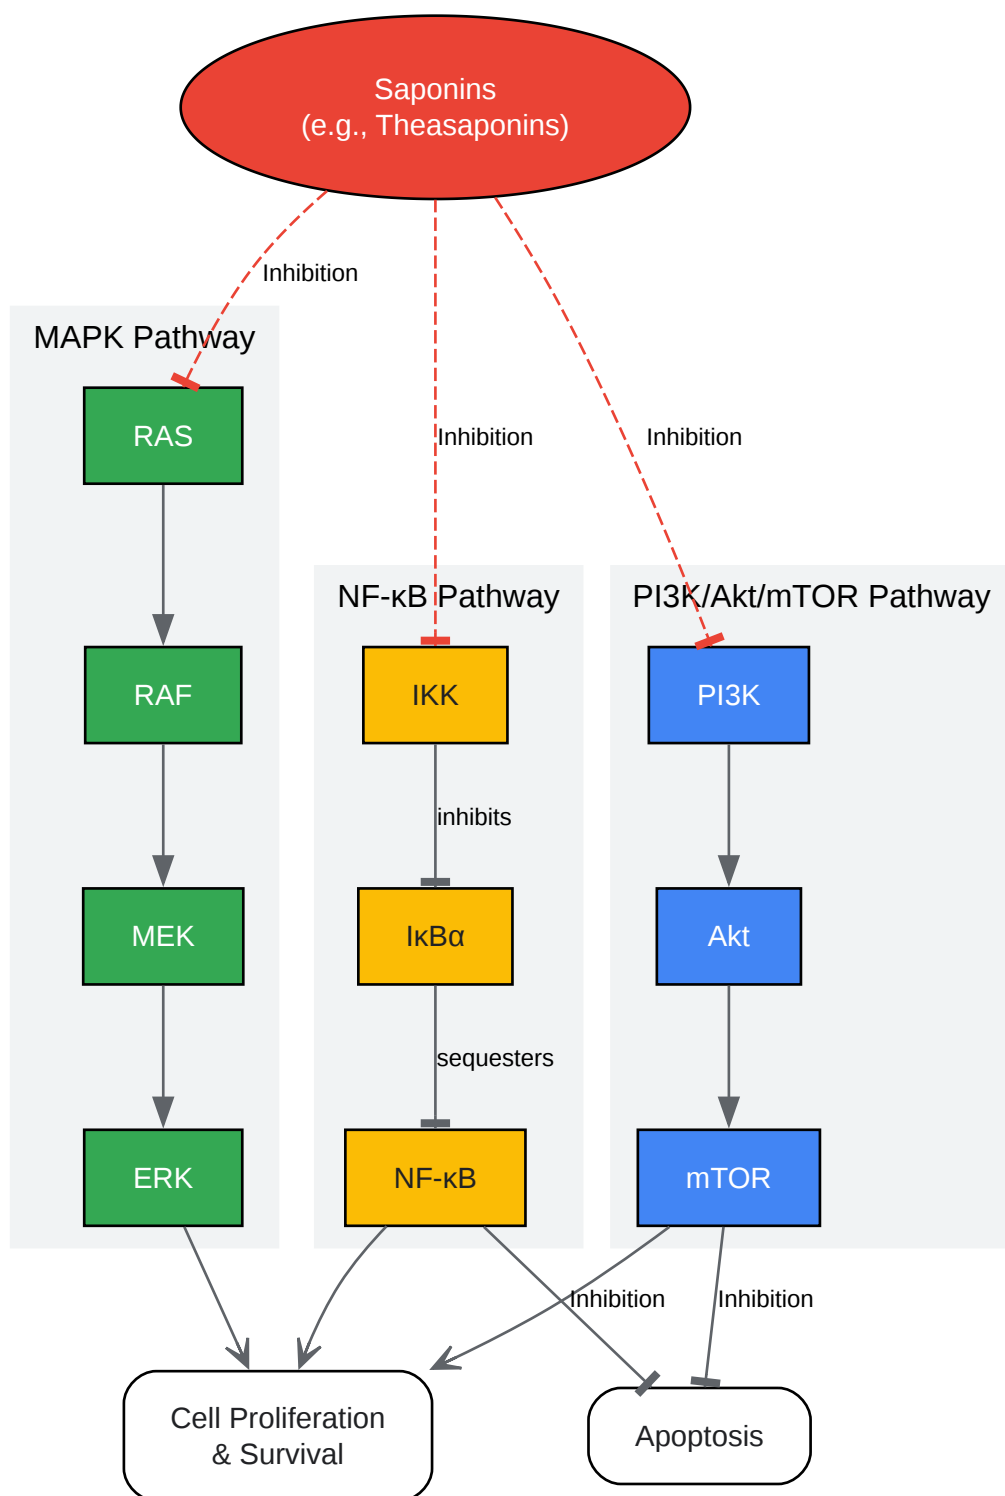 Saponins
(e.g., Theasaponins)
Inhibition
MAPK Pathway
RAS
Inhibition
Inhibition
NF-κB Pathway
PI3K/Akt/mTOR Pathway
RAF
IKK
PI3K
inhibits
MEK
IκBα
Akt
sequesters
ERK
NF-κB
mTOR
Inhibition
Inhibition
Cell Proliferation
& Survival
Apoptosis